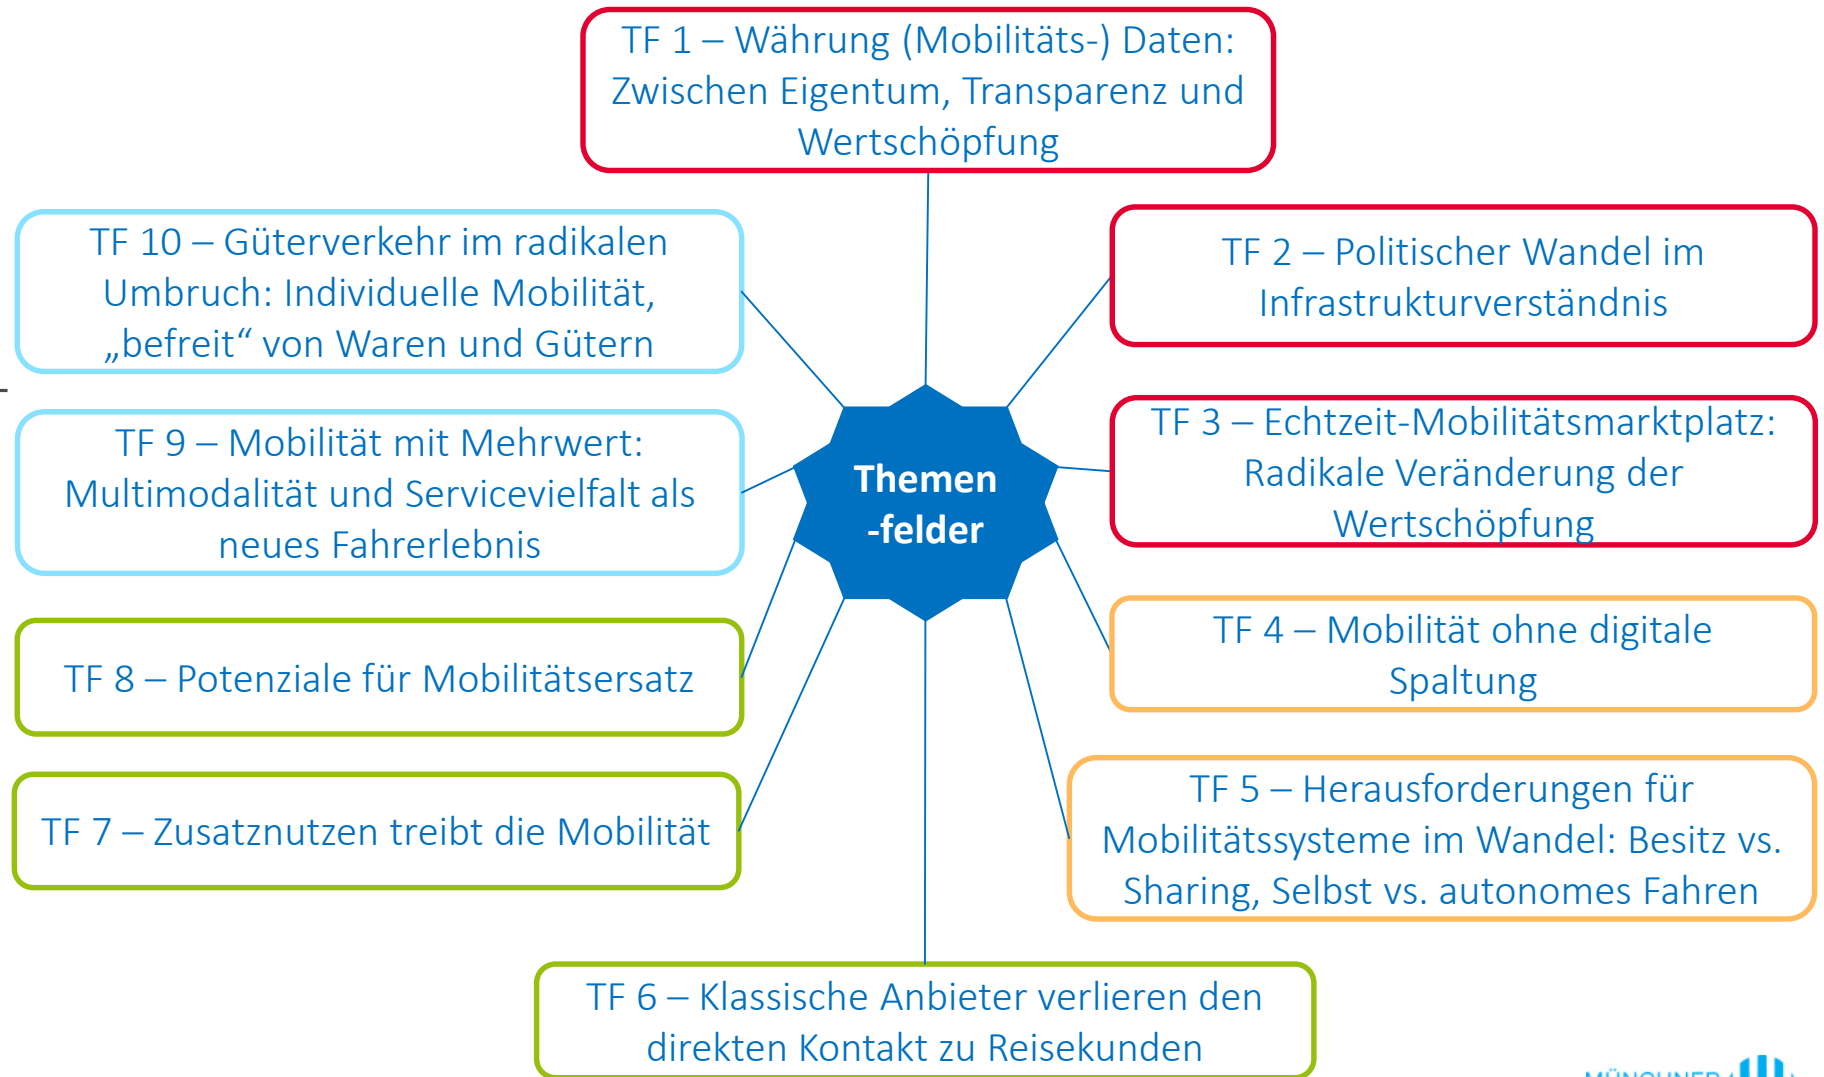 TF 1 – Währung (Mobilitäts-) Daten:
Zwischen Eigentum, Transparenz und
Wertschöpfung
TF 2 – Politischer Wandel im
Infrastrukturverständnis
TF 3 – Echtzeit-Mobilitätsmarktplatz:
Radikale Veränderung der
Wertschöpfung
TF 4 – Mobilität ohne digitale
Spaltung
TF 5 – Herausforderungen für
Mobilitätssysteme im Wandel: Besitz vs.
Sharing, Selbst vs. autonomes Fahren
TF 6 – Klassische Anbieter verlieren den
direkten Kontakt zu Reisekunden
TF 7 – Zusatznutzen treibt die Mobilität
TF 8 – Potenziale für Mobilitätsersatz
TF 9 – Mobilität mit Mehrwert:
Multimodalität und Servicevielfalt als
neues Fahrerlebnis
TF 10 – Güterverkehr im radikalen
Umbruch: Individuelle Mobilität,
„befreit“ von Waren und Gütern
Themen
-felder
MÜNCHNER